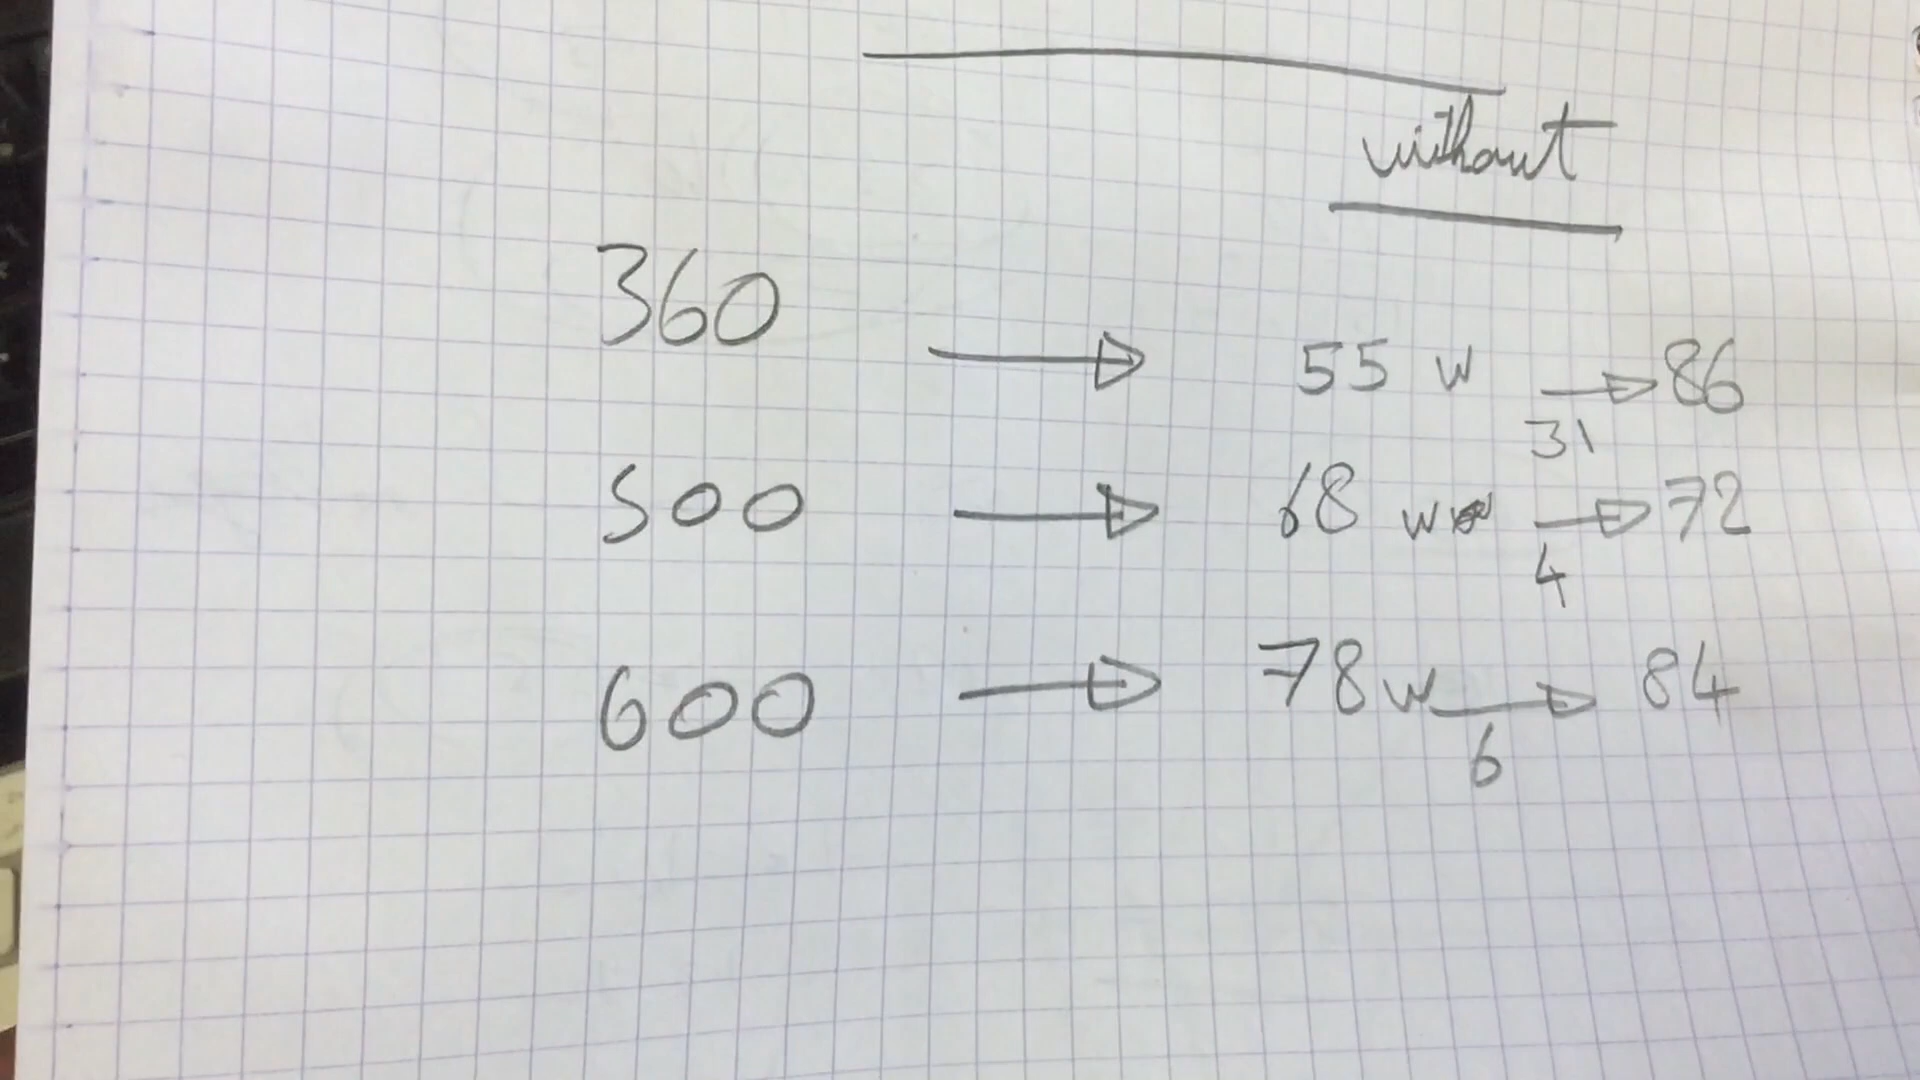 without
360 → 55 w → 86
31
500 → 68 w → 72
4
600 → 78 w → 84
6